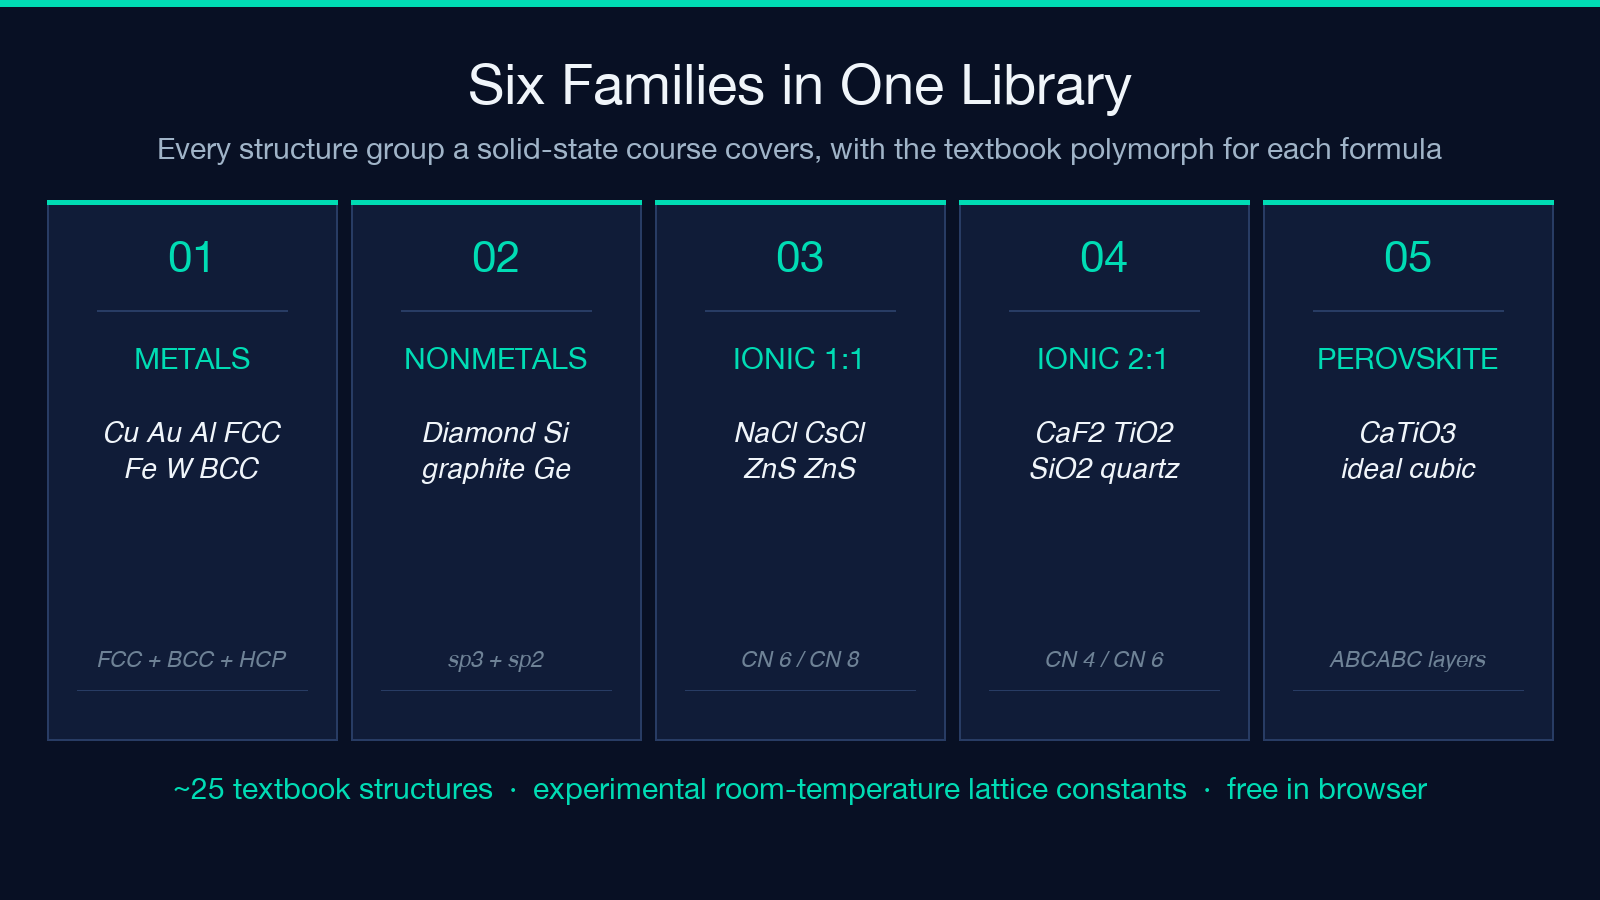 Six Families in One Library
Every structure group a solid-state course covers, with the textbook polymorph for each formula
01
METALS
Cu Au Al FCC
Fe W BCC
FCC + BCC + HCP
02
NONMETALS
Diamond Si
graphite Ge
sp3 + sp2
03
IONIC 1:1
NaCl CsCl
ZnS ZnS
CN 6 / CN 8
04
IONIC 2:1
CaF2 TiO2
SiO2 quartz
CN 4 / CN 6
05
PEROVSKITE
CaTiO3
ideal cubic
ABCABC layers
~25 textbook structures · experimental room-temperature lattice constants · free in browser